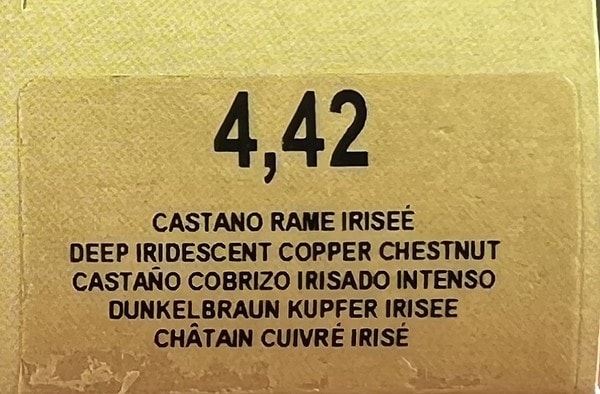 4,42
CASTANO RAME IRISEÉ
DEEP IRIDESCENT COPPER CHESTNUT
CASTAÑO COBRIZO IRISADO INTENSO
DUNKELBRAUN KUPFER IRISEE
CHÂTAIN CUIVRÉ IRISÉ